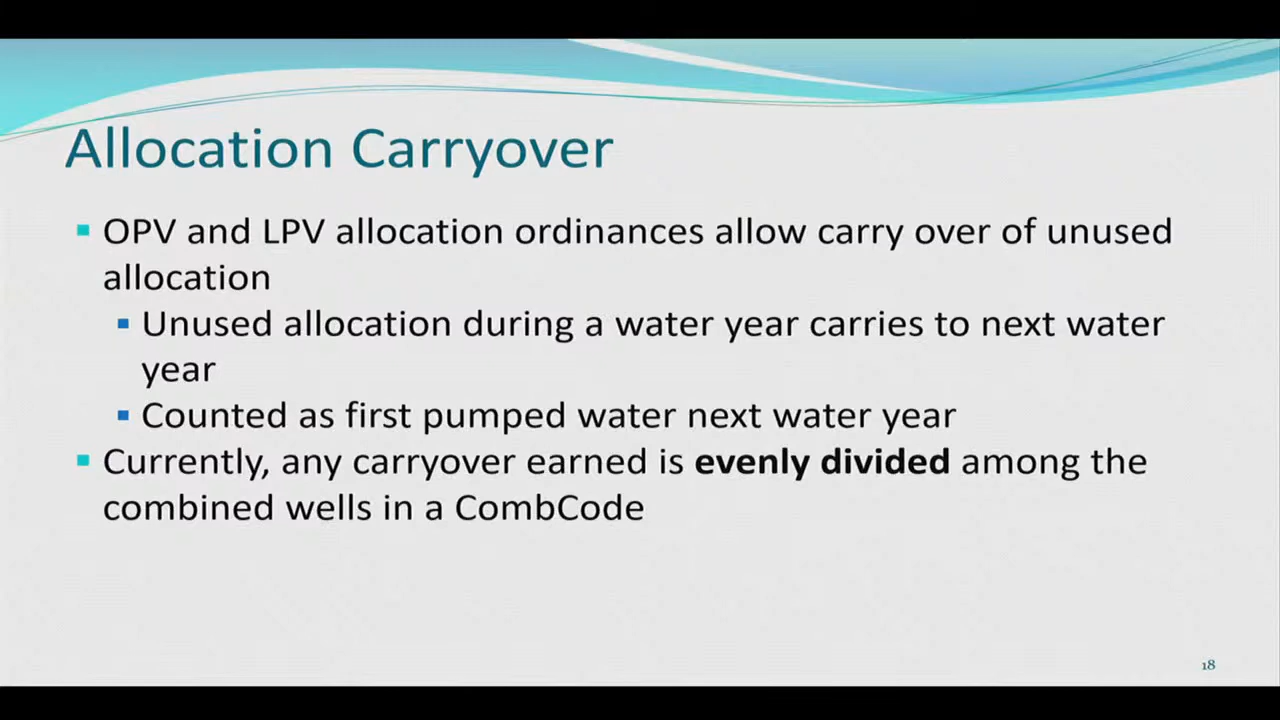 Allocation Carryover
▪ OPV and LPV allocation ordinances allow carry over of unused
allocation
▪ Unused allocation during a water year carries to next water
year
▪ Counted as first pumped water next water year
▪ Currently, any carryover earned is evenly divided among the
combined wells in a CombCode
18